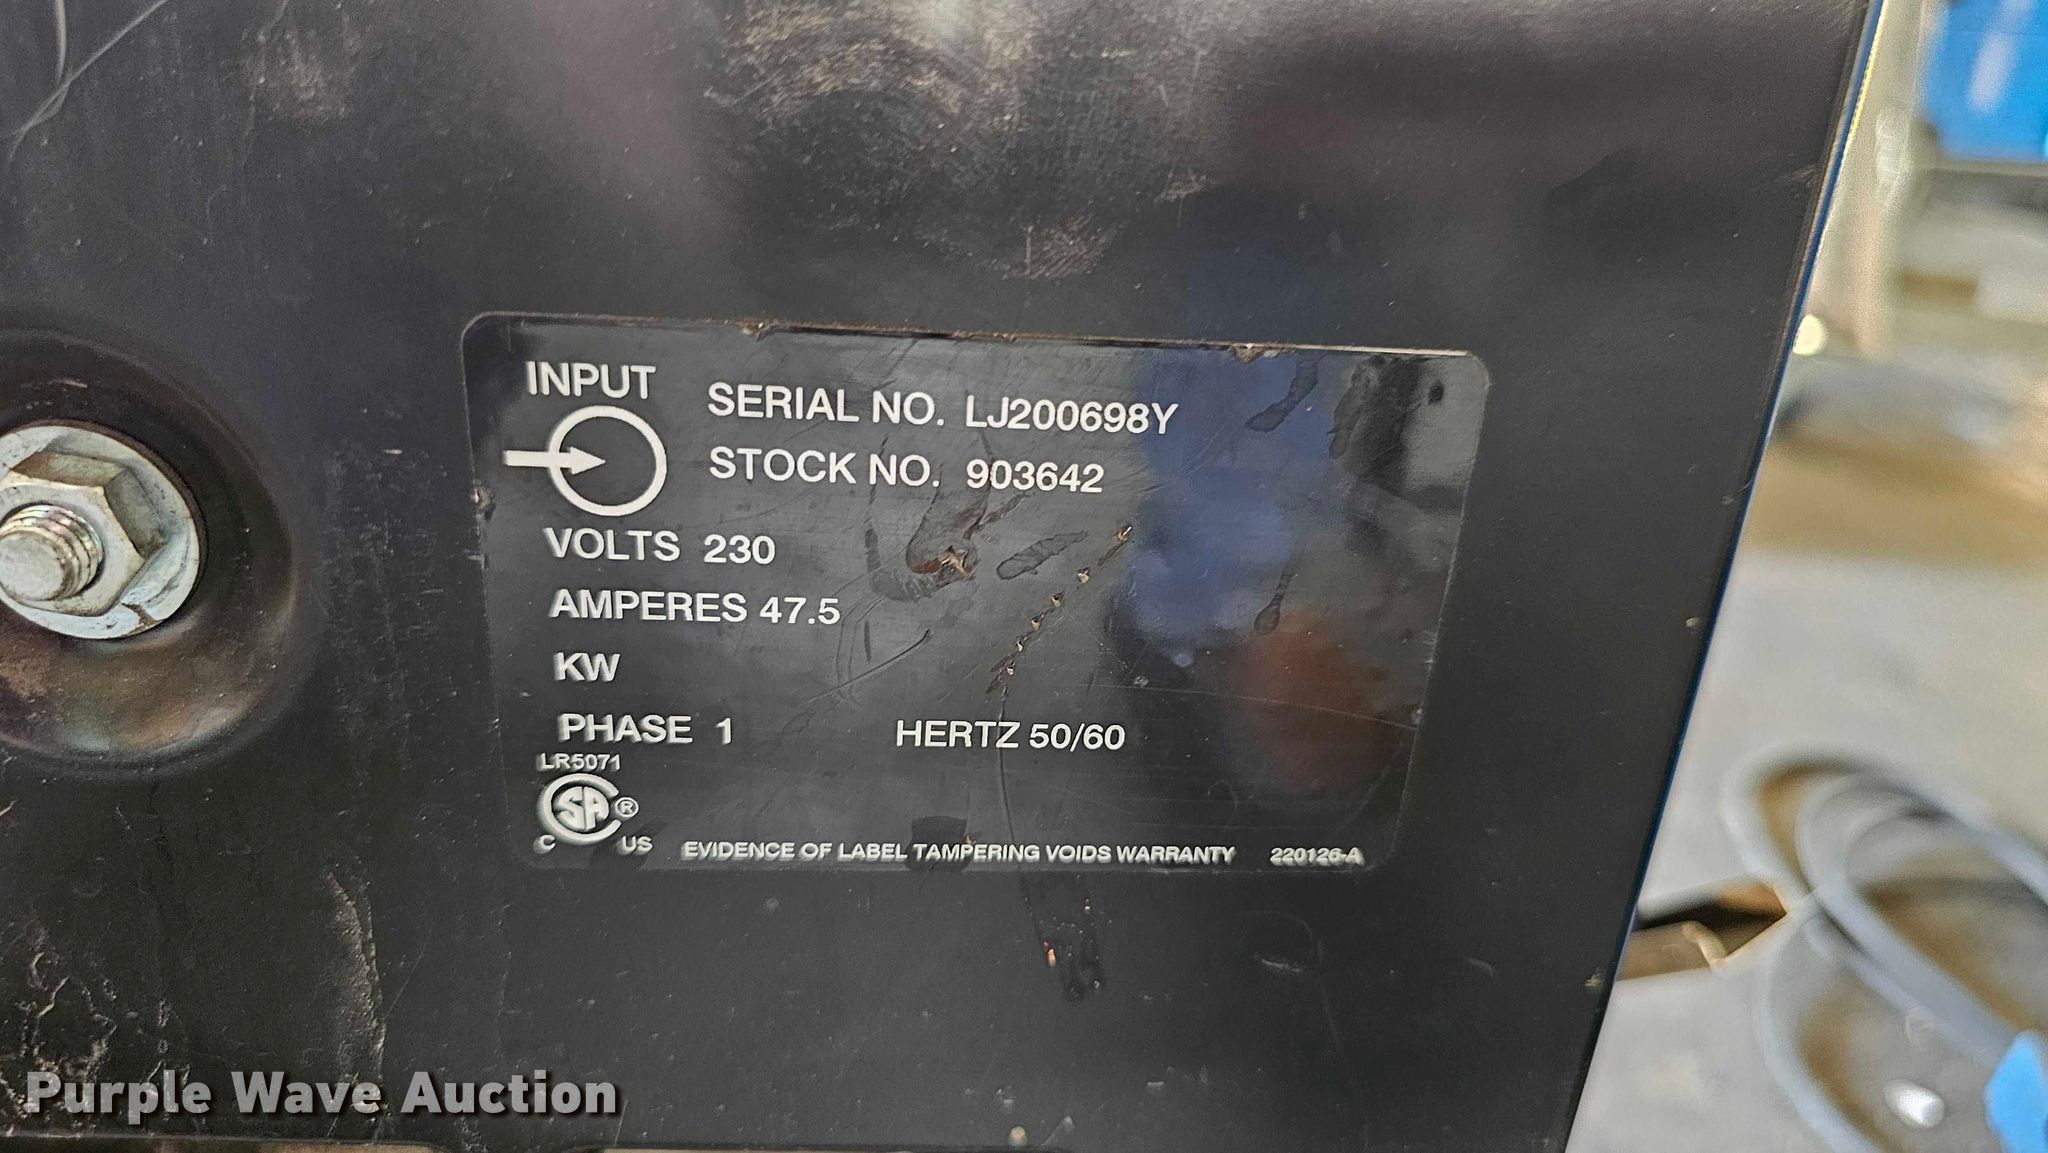 INPUT
SERIAL NO. LJ200698Y
STOCK NO. 903642
VOLTS 230
AMPERES 47.5
KW
PHASE 1 HERTZ 50/60
LR5071
CSA ®
C US
EVIDENCE OF LABEL TAMPERING VOIDS WARRANTY 220126-A
Purple Wave Auction